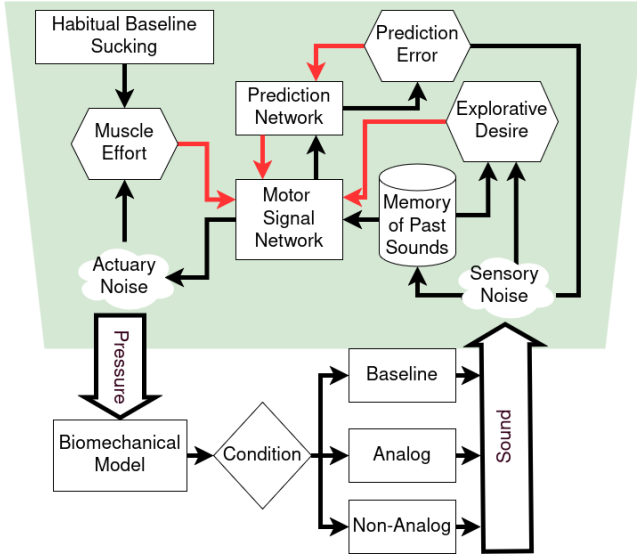 Habitual Baseline
Sucking
Prediction
Error
Prediction
Network
Explorative
Desire
Muscle
Effort
Motor
Signal
Network
Memory
of Past
Sounds
Actuary
Noise
Sensory
Noise
Pressure
Biomechanical
Model
Condition
Baseline
Analog
Non-Analog
Sound